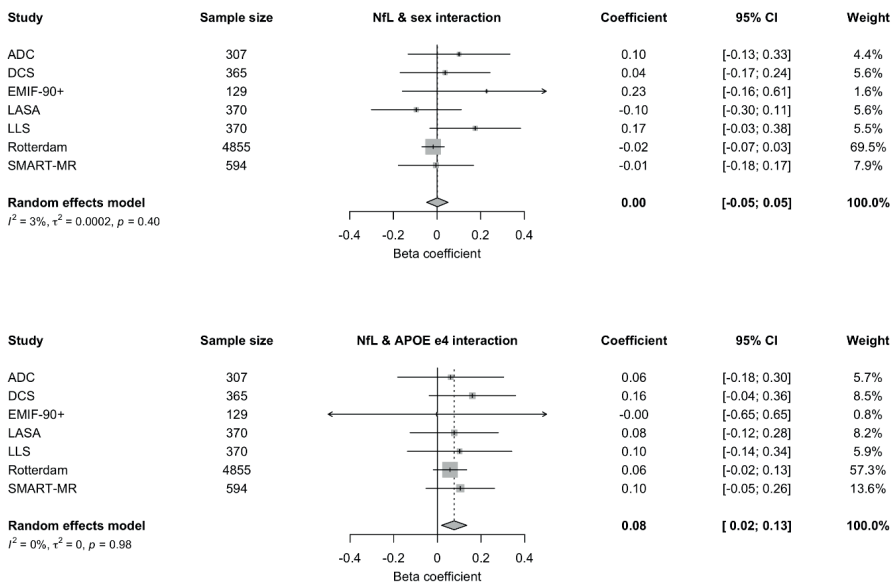 Study Sample size NfL & sex interaction Coefficient 95% CI Weight
ADC 307 0.10 [-0.13; 0.33] 4.4%
DCS 365 0.04 [-0.17; 0.24] 5.6%
EMIF-90+ 129 0.23 [-0.16; 0.61] 1.6%
LASA 370 -0.10 [-0.30; 0.11] 5.6%
LLS 370 0.17 [-0.03; 0.38] 5.5%
Rotterdam 4855 -0.02 [-0.07; 0.03] 69.5%
SMART-MR 594 -0.01 [-0.18; 0.17] 7.9%
Random effects model 0.00 [-0.05; 0.05] 100.0%
I² = 3%, τ² = 0.0002, p = 0.40
-0.4 -0.2 0 0.2 0.4
Beta coefficient
Study Sample size NfL & APOE e4 interaction Coefficient 95% CI Weight
ADC 307 0.06 [-0.18; 0.30] 5.7%
DCS 365 0.16 [-0.04; 0.36] 8.5%
EMIF-90+ 129 -0.00 [-0.65; 0.65] 0.8%
LASA 370 0.08 [-0.12; 0.28] 8.2%
LLS 370 0.10 [-0.14; 0.34] 5.9%
Rotterdam 4855 0.06 [-0.02; 0.13] 57.3%
SMART-MR 594 0.10 [-0.05; 0.26] 13.6%
Random effects model 0.08 [ 0.02; 0.13] 100.0%
I² = 0%, τ² = 0, p = 0.98
-0.4 -0.2 0 0.2 0.4
Beta coefficient